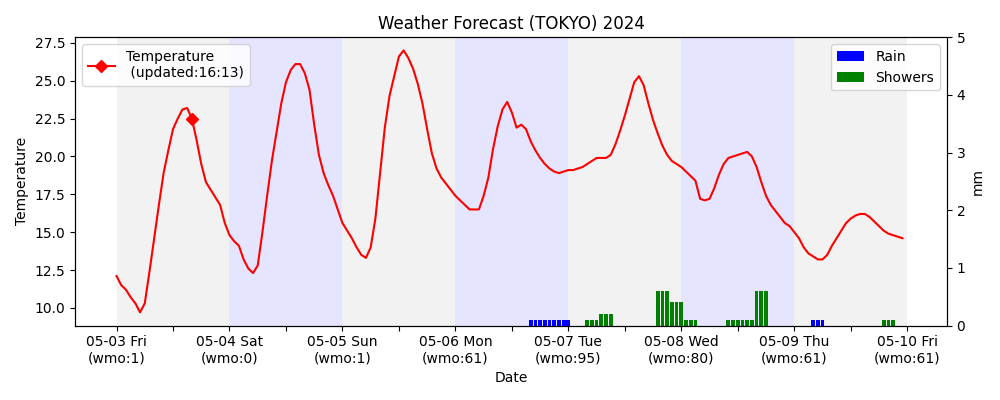 Weather Forecast (TOKYO) 2024
Temperature
(updated:16:13)
Rain
Showers
27.5
25.0
22.5
20.0
17.5
15.0
12.5
10.0
Temperature
5
4
3
2
1
0
mm
05-03 Fri
(wmo:1)
05-04 Sat
(wmo:0)
05-05 Sun
(wmo:1)
05-06 Mon
(wmo:61)
05-07 Tue
(wmo:95)
05-08 Wed
(wmo:80)
05-09 Thu
(wmo:61)
05-10 Fri
(wmo:61)
Date